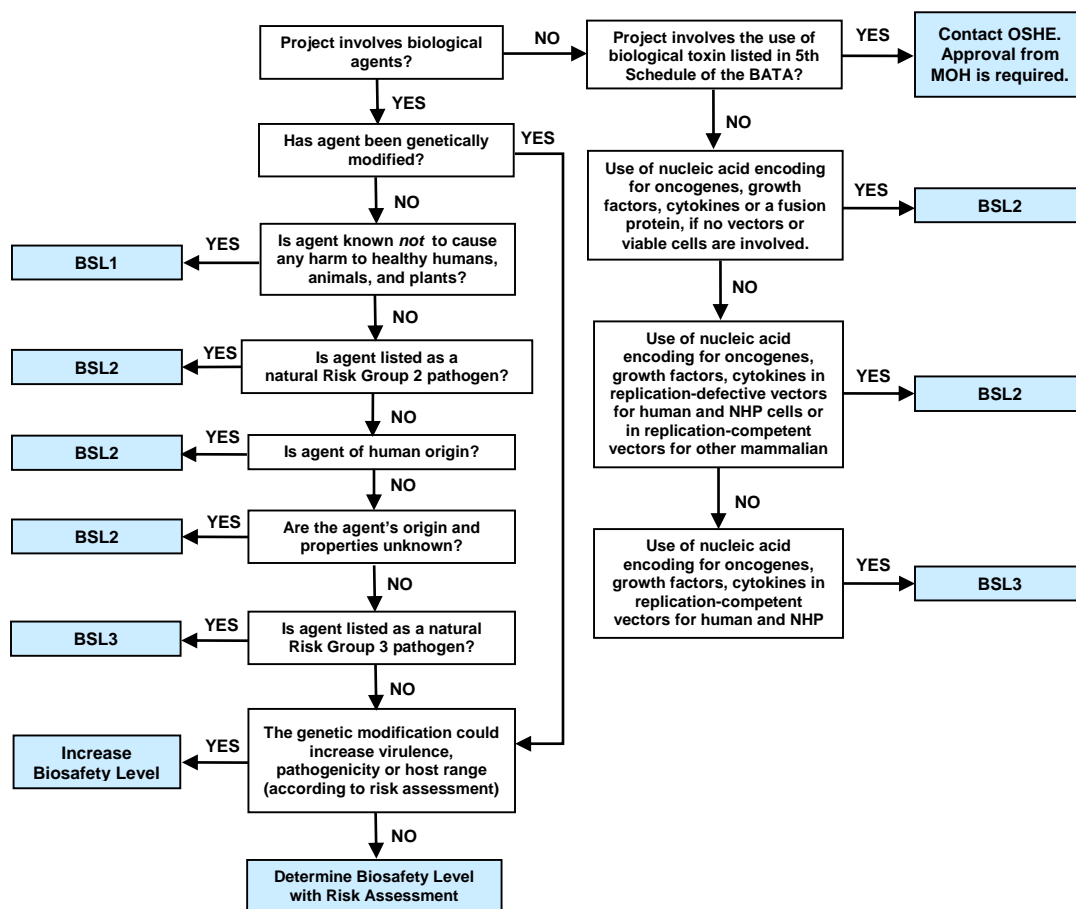 Project involves biological
agents?
NO
Project involves the use of
biological toxin listed in 5th
Schedule of the BATA?
YES
Contact OSHE.
Approval from
MOH is required.
YES
NO
Has agent been genetically
modified?
YES
Use of nucleic acid encoding
for oncogenes, growth
factors, cytokines or a fusion
protein, if no vectors or
viable cells are involved.
YES
BSL2
NO
Is agent known not to cause
any harm to healthy humans,
animals, and plants?
YES
BSL1
NO
NO
Use of nucleic acid
encoding for oncogenes,
growth factors, cytokines in
replication-defective vectors
for human and NHP cells or
in replication-competent
vectors for other mammalian
YES
BSL2
Is agent listed as a
natural Risk Group 2 pathogen?
YES
BSL2
NO
Is agent of human origin?
YES
BSL2
NO
NO
Are the agent's origin and
properties unknown?
YES
BSL2
Use of nucleic acid
encoding for oncogenes,
growth factors, cytokines in
replication-competent
vectors for human and NHP
YES
BSL3
NO
Is agent listed as a natural
Risk Group 3 pathogen?
YES
BSL3
NO
The genetic modification could
increase virulence,
pathogenicity or host range
(according to risk assessment)
YES
Increase
Biosafety Level
NO
Determine Biosafety Level
with Risk Assessment